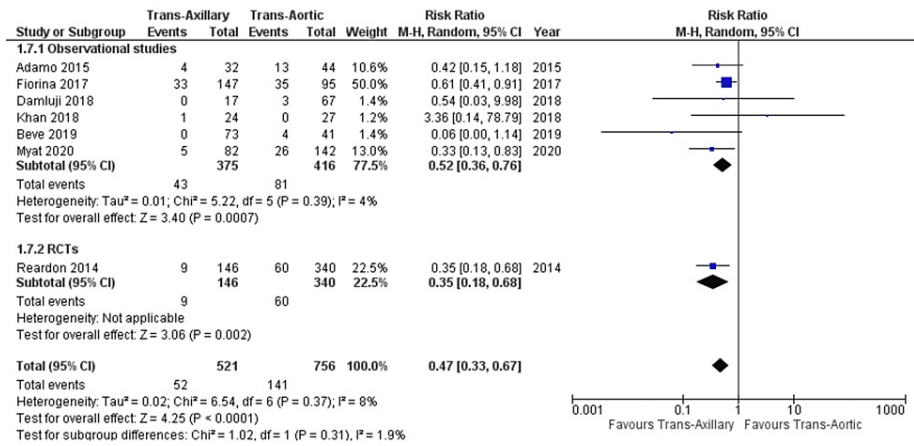 Trans-Axillary Trans-Aortic Risk Ratio Risk Ratio
Study or Subgroup Events Total Events Total Weight M-H, Random, 95% CI Year M-H, Random, 95% CI
1.7.1 Observational studies
Adamo 2015 4 32 13 44 10.6% 0.42 [0.15, 1.18] 2015
Fiorina 2017 33 147 35 95 50.0% 0.61 [0.41, 0.91] 2017
Damluji 2018 0 17 3 67 1.4% 0.54 [0.03, 9.98] 2018
Khan 2018 1 24 0 27 1.2% 3.36 [0.14, 78.79] 2018
Beve 2019 0 73 4 41 1.4% 0.06 [0.00, 1.14] 2019
Myat 2020 5 82 26 142 13.0% 0.33 [0.13, 0.83] 2020
Subtotal (95% CI) 375 416 77.5% 0.52 [0.36, 0.76]
Total events 43 81
Heterogeneity: Tau² = 0.01; Chi² = 5.22, df = 5 (P = 0.39); I² = 4%
Test for overall effect: Z = 3.40 (P = 0.0007)
1.7.2 RCTs
Reardon 2014 9 146 60 340 22.5% 0.35 [0.18, 0.68] 2014
Subtotal (95% CI) 146 340 22.5% 0.35 [0.18, 0.68]
Total events 9 60
Heterogeneity: Not applicable
Test for overall effect: Z = 3.06 (P = 0.002)
Total (95% CI) 521 756 100.0% 0.47 [0.33, 0.67]
Total events 52 141
Heterogeneity: Tau² = 0.02; Chi² = 6.54, df = 6 (P = 0.37); I² = 8%
Test for overall effect: Z = 4.25 (P < 0.0001)
Test for subgroup differences: Chi² = 1.02, df = 1 (P = 0.31), I² = 1.9%
0.001 0.1 1 10 1000
Favours Trans-Axillary Favours Trans-Aortic